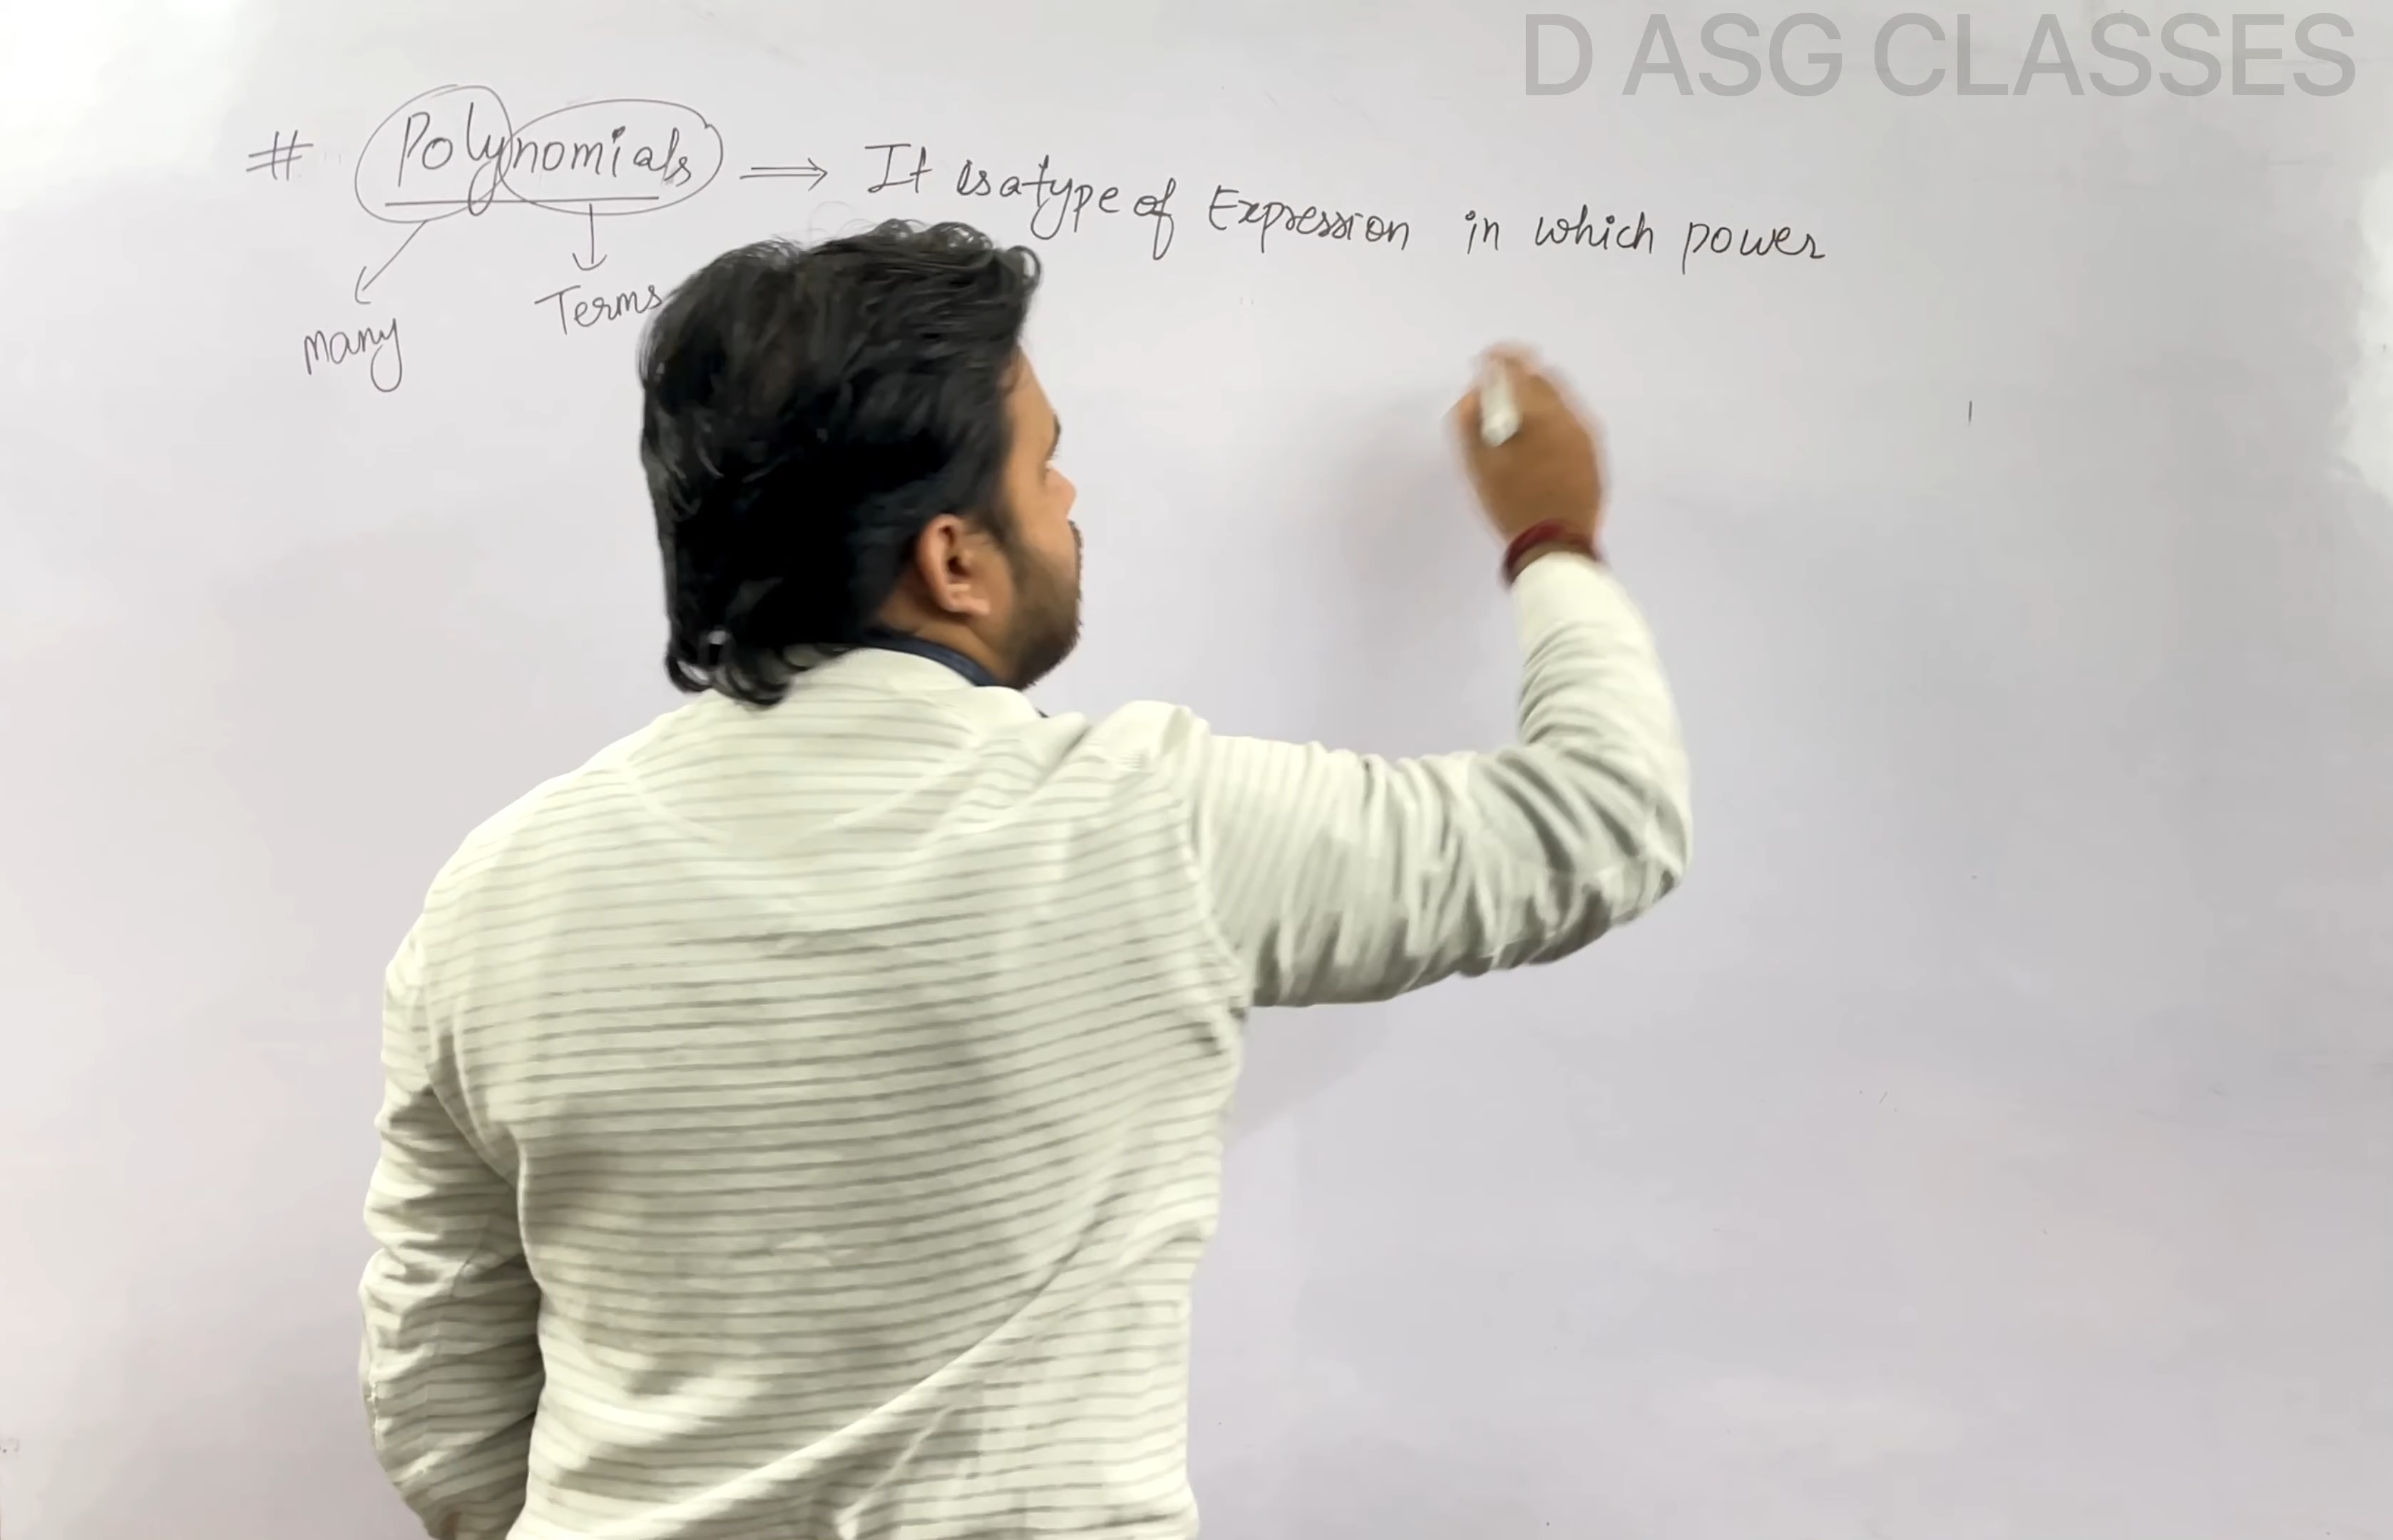 D ASG CLASSES
# Polynomials ⟹ It is a type of Expression in which power
many Terms